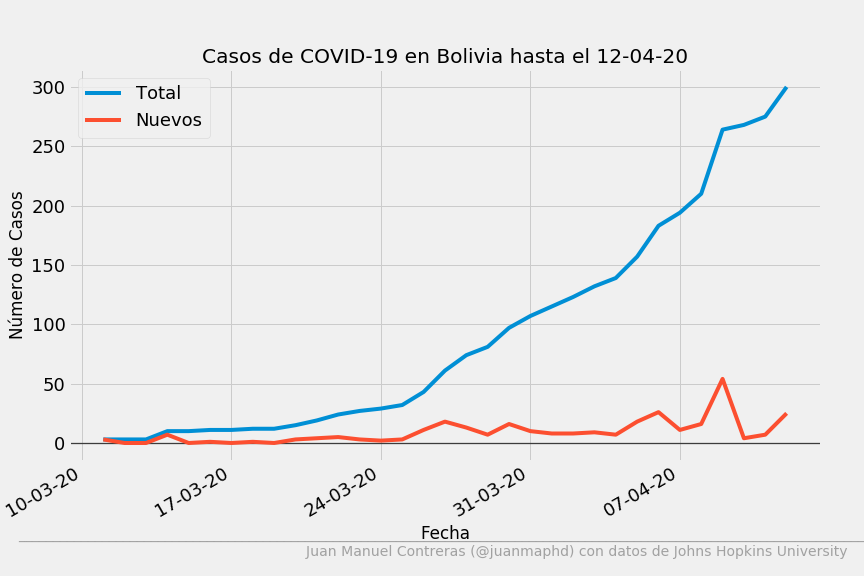 Casos de COVID-19 en Bolivia hasta el 12-04-20
Total
Nuevos
300
250
200
150
100
50
0
Número de Casos
10-03-20
17-03-20
24-03-20
31-03-20
07-04-20
Fecha
Juan Manuel Contreras (@juanmaphd) con datos de Johns Hopkins University